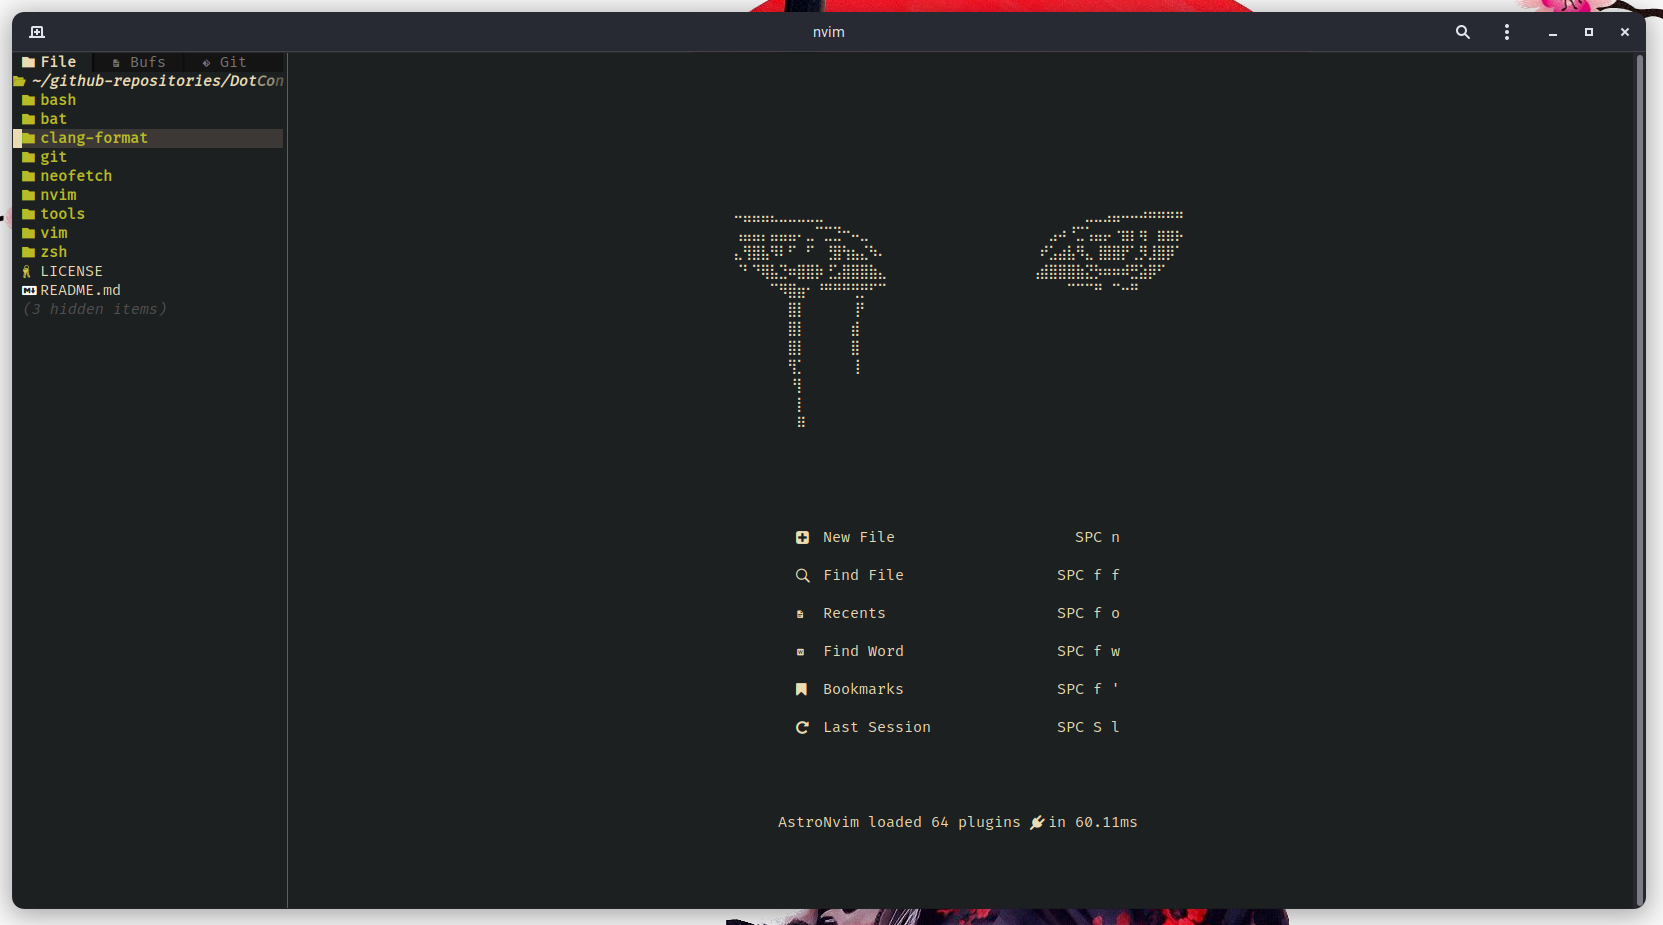 nvim
File Bufs Git
~/github-repositories/DotCon
bash
bat
clang-format
git
neofetch
nvim
tools
vim
zsh
LICENSE
README.md
(3 hidden items)
New File SPC n
Find File SPC f f
Recents SPC f o
Find Word SPC f w
Bookmarks SPC f '
Last Session SPC S l
AstroNvim loaded 64 plugins in 60.11ms